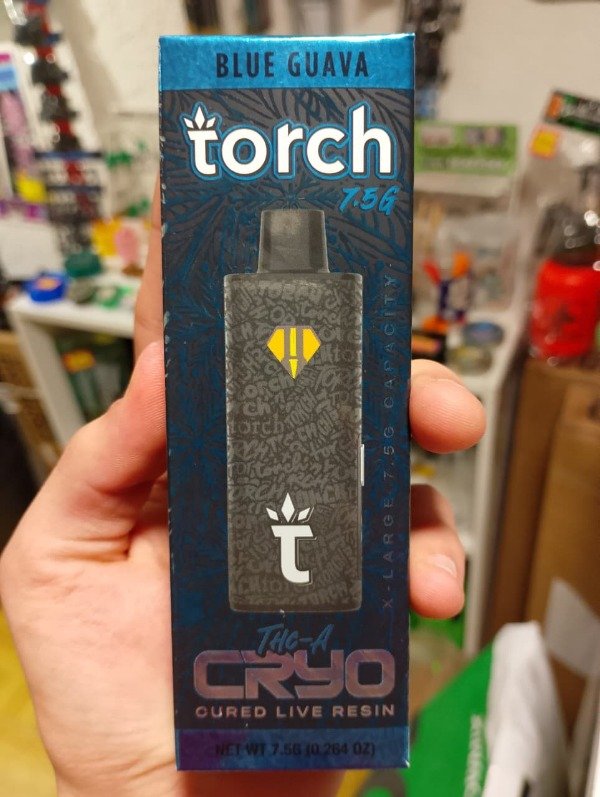 BLUE GUAVA
torch
7.5G
X-LARGE 7.5G CAPACITY
t
THC-A
CRYO
CURED LIVE RESIN
NET WT 7.5G (0.264 OZ)